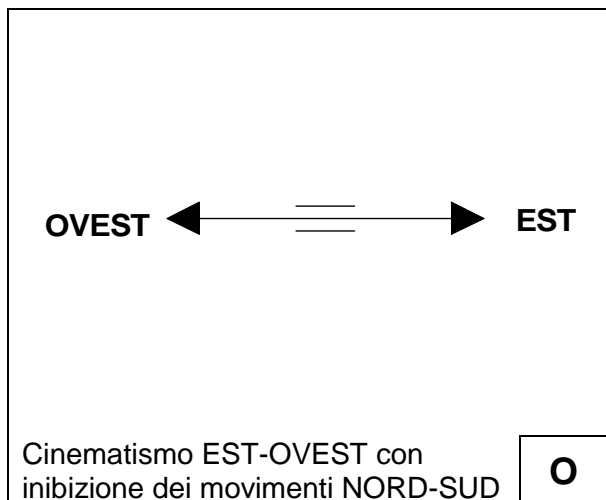 OVEST EST
Cinematismo EST-OVEST con
inibizione dei movimenti NORD-SUD
O